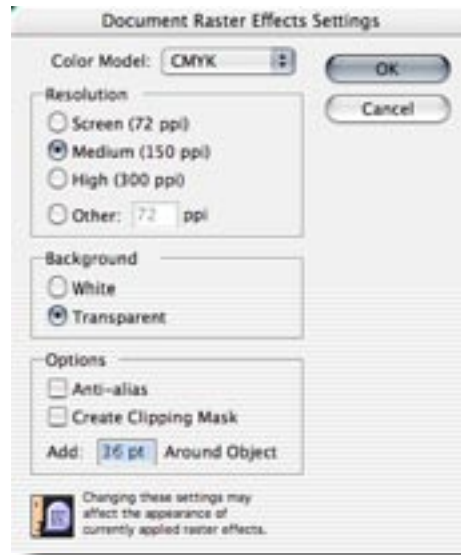 Document Raster Effects Settings
Color Model: CMYK
OK
Cancel
Resolution
Screen (72 ppi)
Medium (150 ppi)
High (300 ppi)
Other: 72 ppi
Background
White
Transparent
Options
Anti-alias
Create Clipping Mask
Add: 36 pt Around Object
Changing these settings may
affect the appearance of
currently applied raster effects.